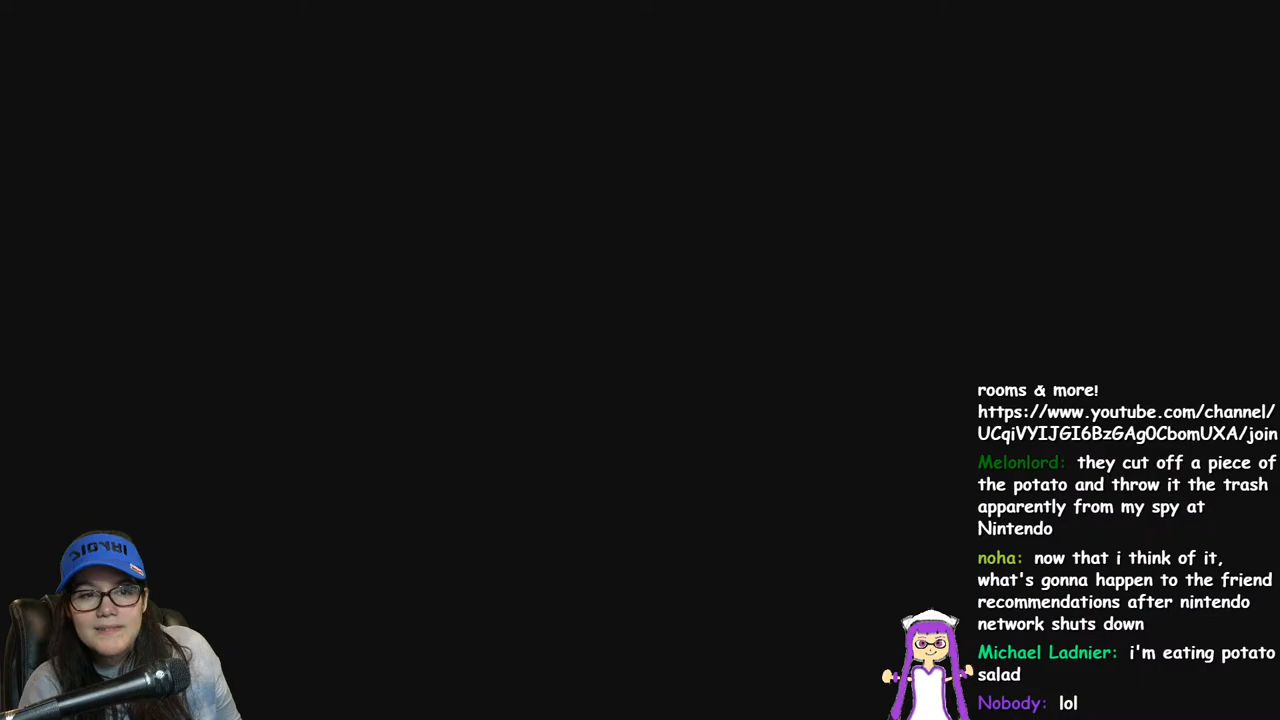 rooms & more!
https://www.youtube.com/channel/
UCqiVYIJGI6BzGAg0CbomUXA/join
Melonlord: they cut off a piece of
the potato and throw it the trash
apparently from my spy at
Nintendo
noha: now that i think of it,
what's gonna happen to the friend
recommendations after nintendo
network shuts down
Michael Ladnier: i'm eating potato
salad
Nobody: lol